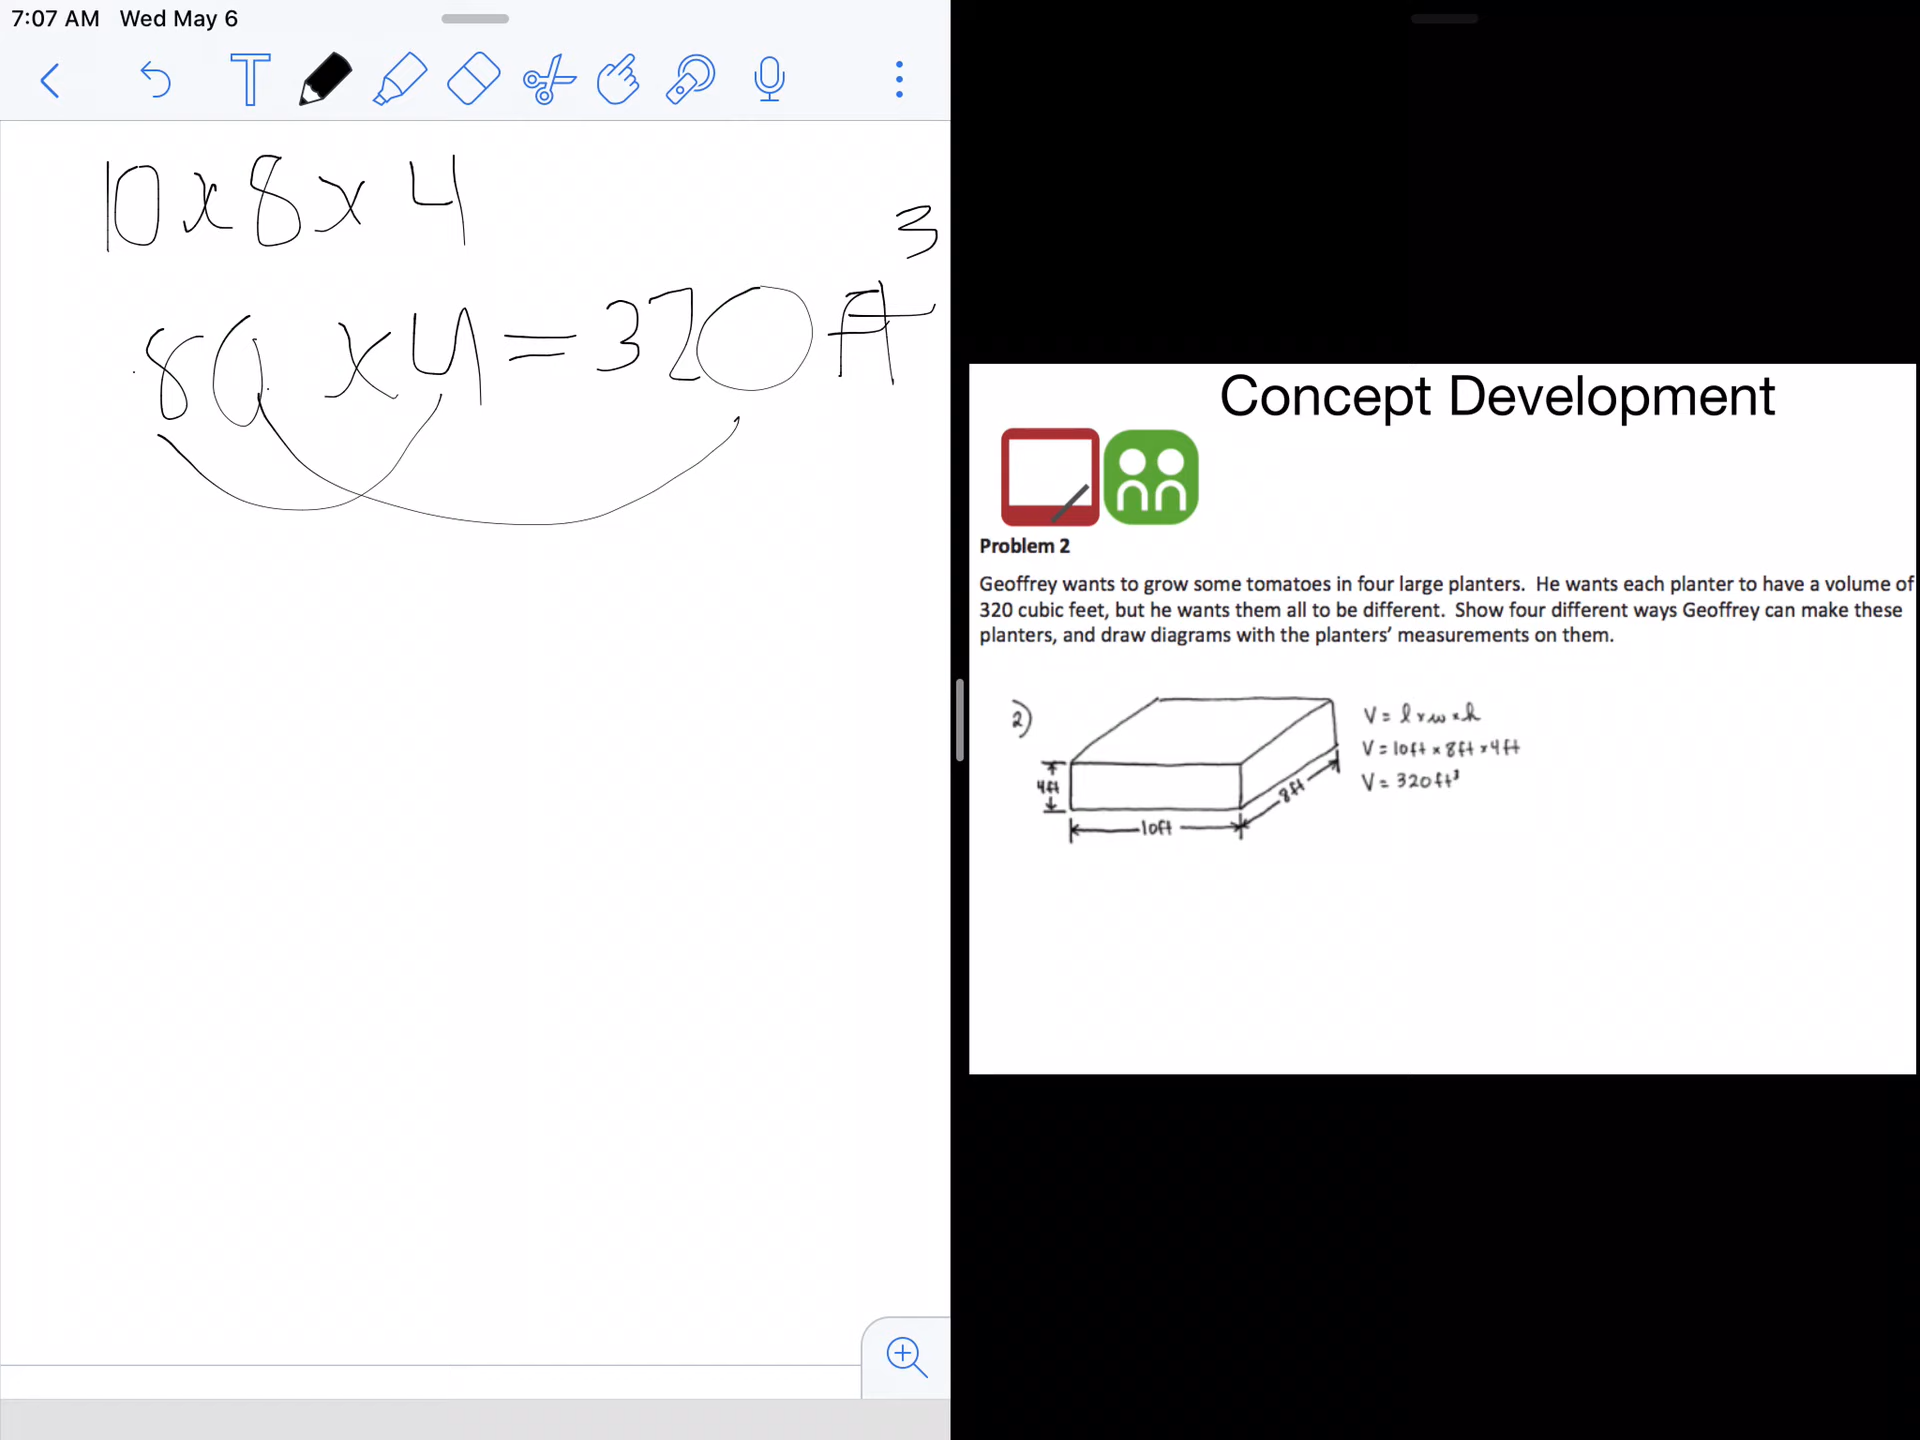 7:07 AM Wed May 6
T
10 x 8 x 4
80 x 4 = 320 ft³
Concept Development
Problem 2
Geoffrey wants to grow some tomatoes in four large planters. He wants each planter to have a volume of
320 cubic feet, but he wants them all to be different. Show four different ways Geoffrey can make these
planters, and draw diagrams with the planters’ measurements on them.
2)
V = l x w x h
V = 10ft x 8ft x 4ft
V = 320ft³
4ft
8ft
10ft